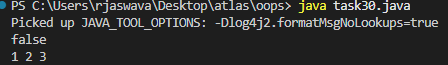 PS C:\Users\rjaswava\Desktop\atlas\oops> java task30.java
Picked up JAVA_TOOL_OPTIONS: -Dlog4j2.formatMsgNoLookups=true
false
1 2 3